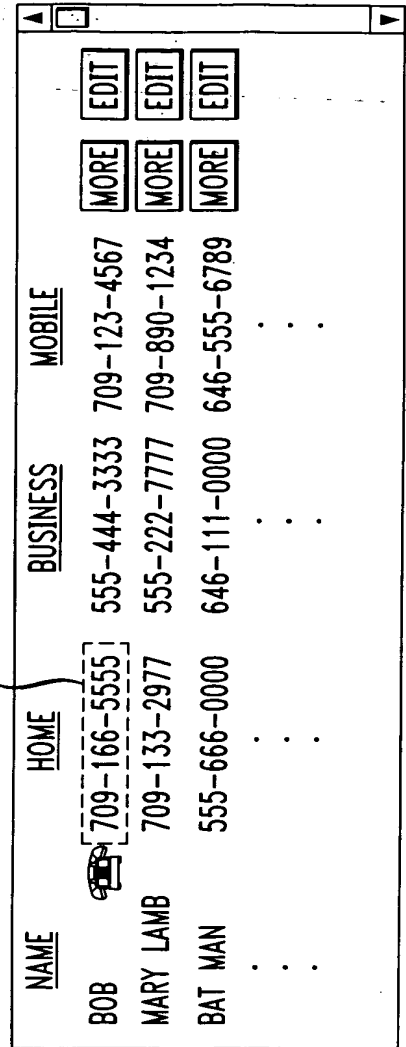 NAME HOME BUSINESS MOBILE
BOB 709-166-5555 555-444-3333 709-123-4567 MORE EDIT
MARY LAMB 709-133-2977 555-222-7777 709-890-1234 MORE EDIT
BAT MAN 555-666-0000 646-111-0000 646-555-6789 MORE EDIT
. . . .
. . . .
. . . .